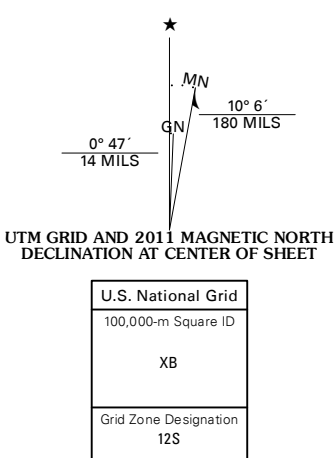 ★
MN
10° 6´
180 MILS
GN
0° 47´
14 MILS
UTM GRID AND 2011 MAGNETIC NORTH
DECLINATION AT CENTER OF SHEET
U.S. National Grid
100,000-m Square ID
XB
Grid Zone Designation
12S